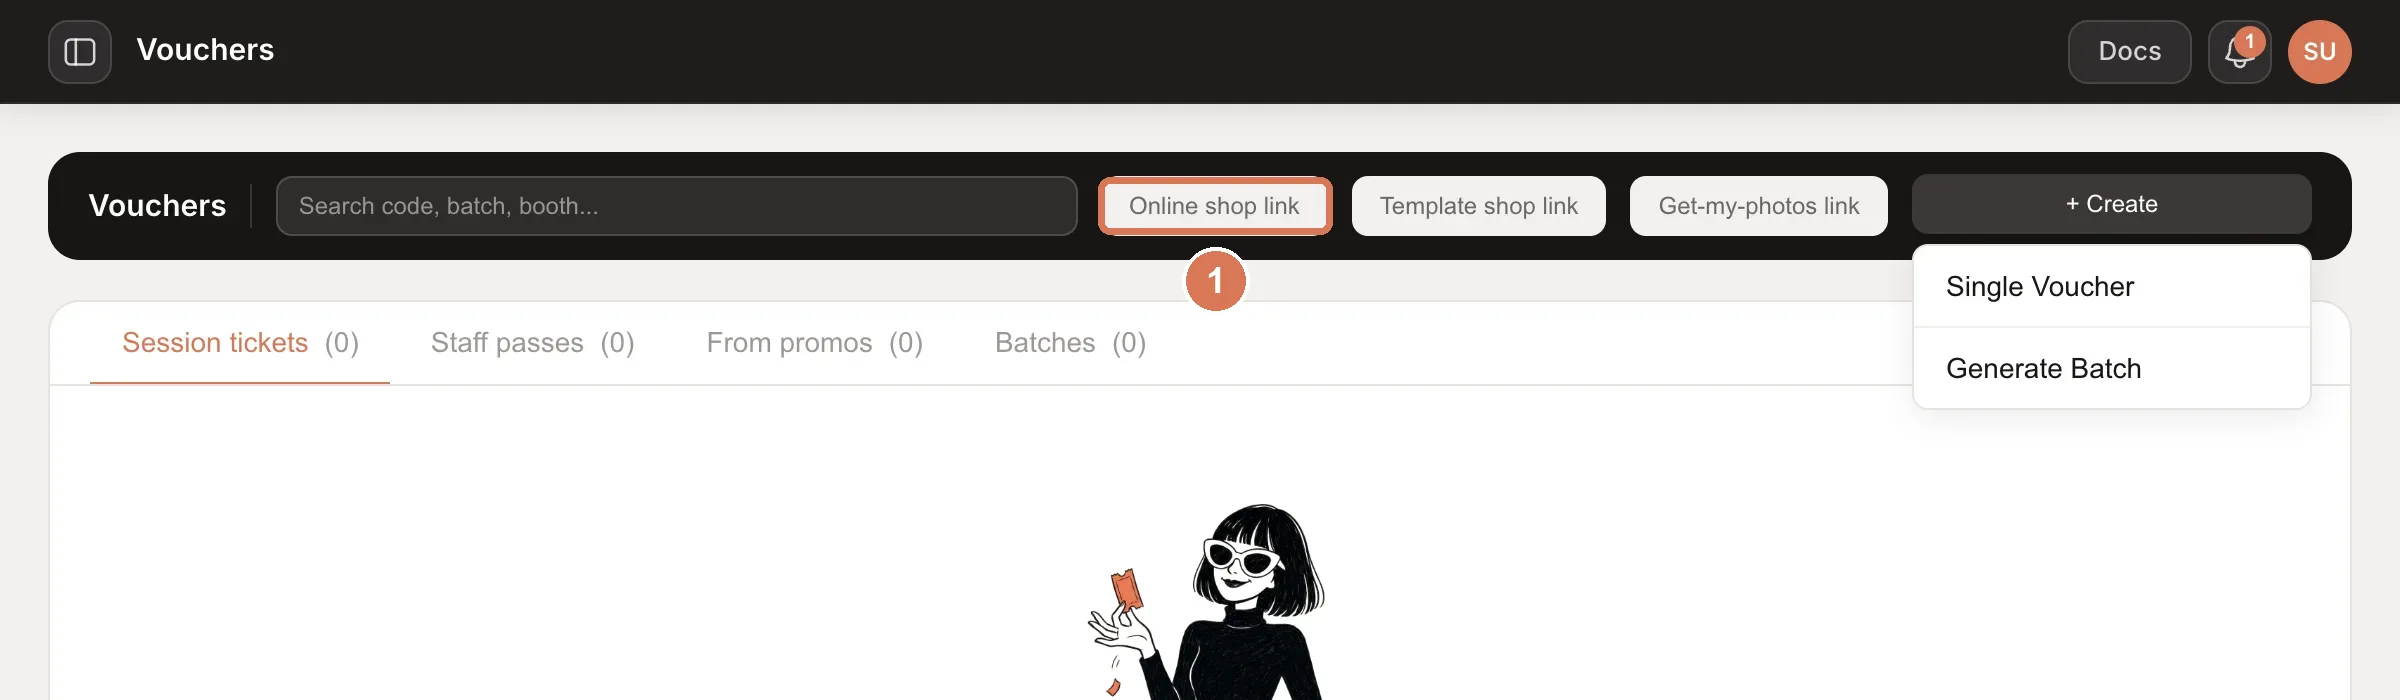 Vouchers
Docs
1
SU
Vouchers
Search code, batch, booth...
Online shop link
Template shop link
Get-my-photos link
+ Create
1
Single Voucher
Generate Batch
Session tickets (0)
Staff passes (0)
From promos (0)
Batches (0)